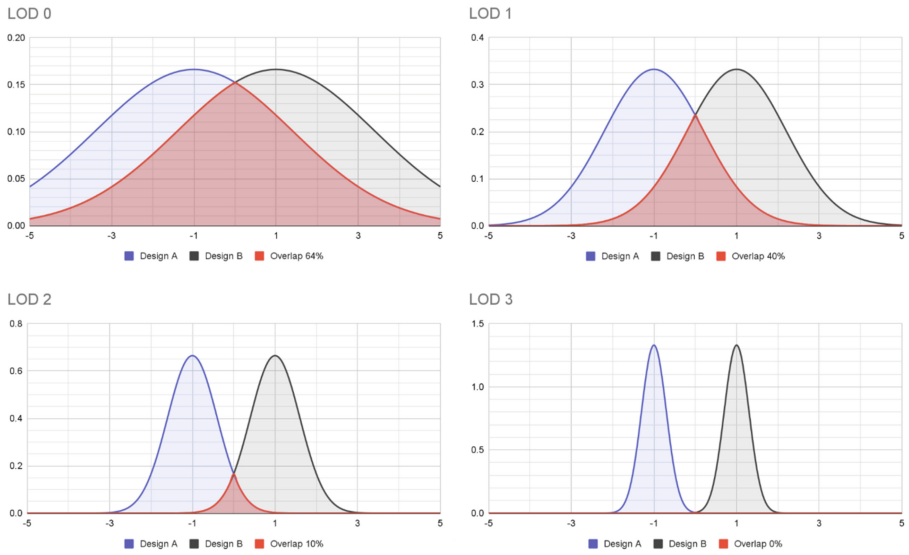 LOD 0
0.20
0.15
0.10
0.05
0.00
-5 -3 -1 1 3 5
Design A Design B Overlap 64%
LOD 1
0.4
0.3
0.2
0.1
0.0
-5 -3 -1 1 3 5
Design A Design B Overlap 40%
LOD 2
0.8
0.6
0.4
0.2
0.0
-5 -3 -1 1 3 5
Design A Design B Overlap 10%
LOD 3
1.5
1.0
0.5
0.0
-5 -3 -1 1 3 5
Design A Design B Overlap 0%